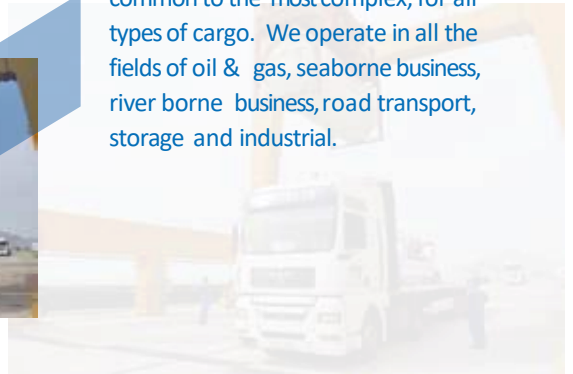 common to the most complex, for all
types of cargo. We operate in all the
fields of oil & gas, seaborne business,
river borne business, road transport,
storage and industrial.